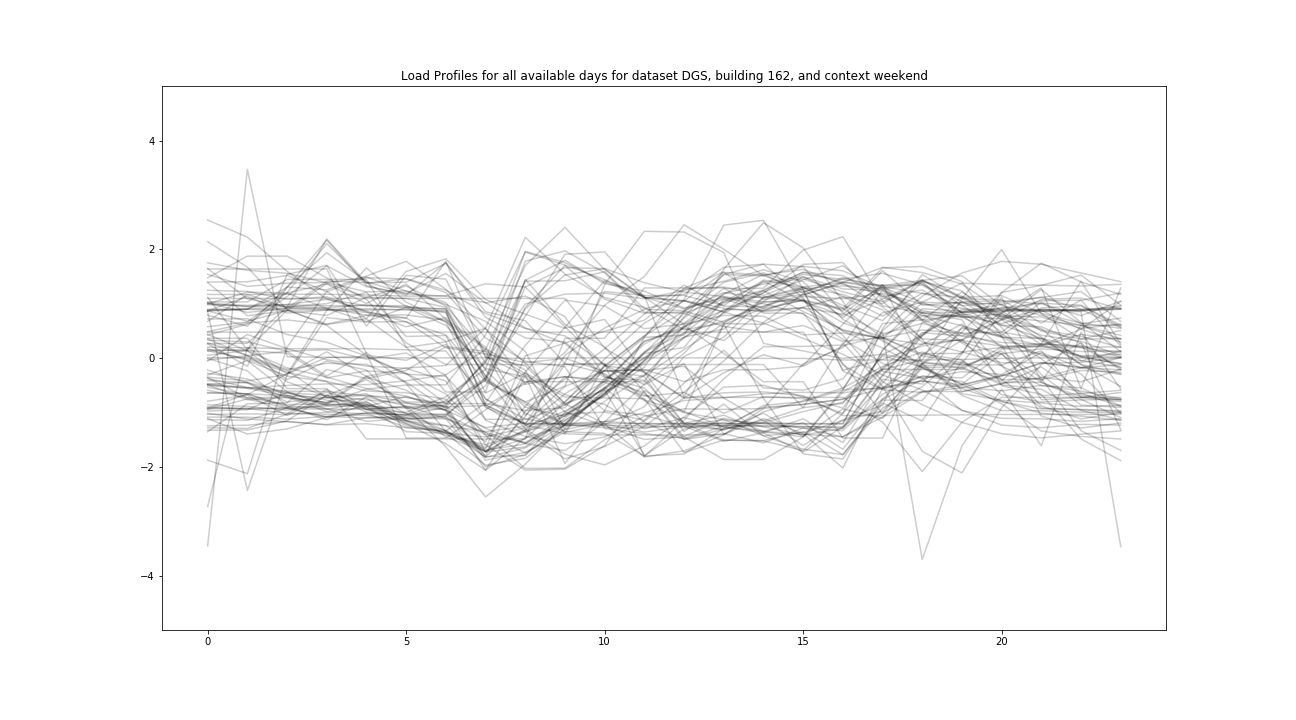 Load Profiles for all available days for dataset DGS, building 162, and context weekend
4
2
0
−2
−4
0 5 10 15 20